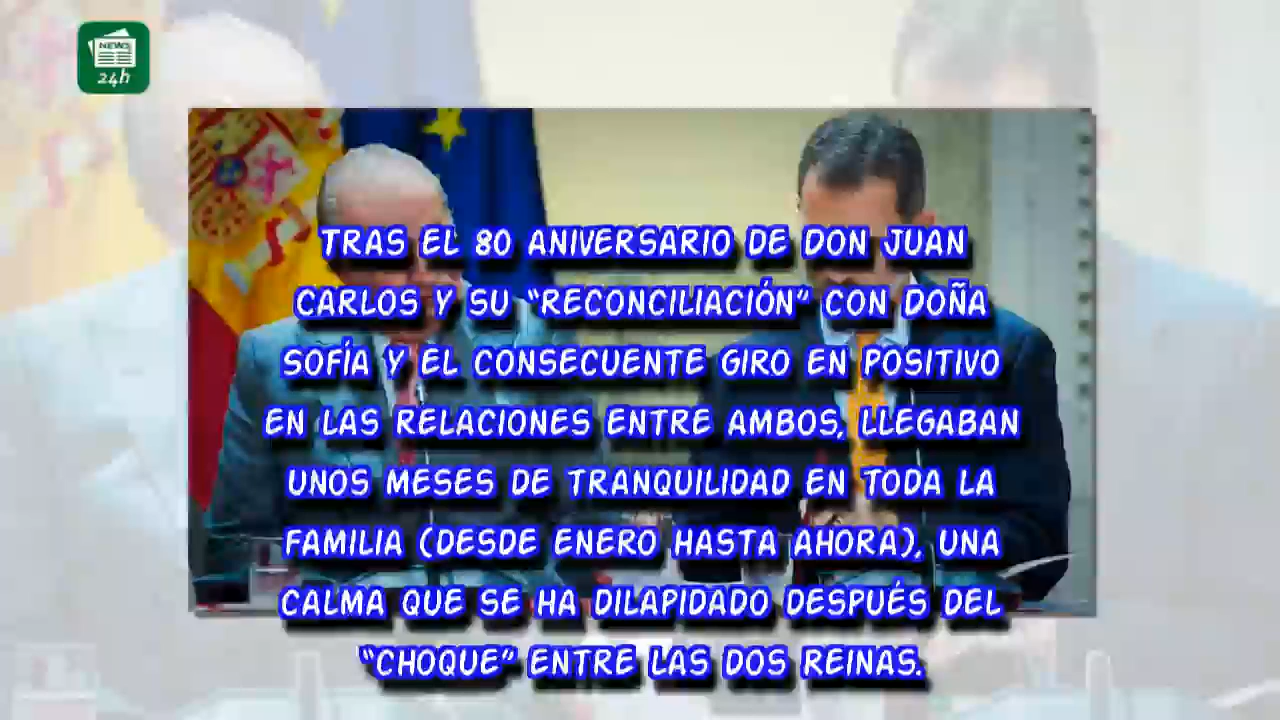 NEWS
24h
TRAS EL 80 ANIVERSARIO DE DON JUAN
CARLOS Y SU "RECONCILIACIÓN" CON DOÑA
SOFÍA Y EL CONSECUENTE GIRO EN POSITIVO
EN LAS RELACIONES ENTRE AMBOS, LLEGABAN
UNOS MESES DE TRANQUILIDAD EN TODA LA
FAMILIA (DESDE ENERO HASTA AHORA), UNA
CALMA QUE SE HA DILAPIDADO DESPUÉS DEL
"CHOQUE" ENTRE LAS DOS REINAS.